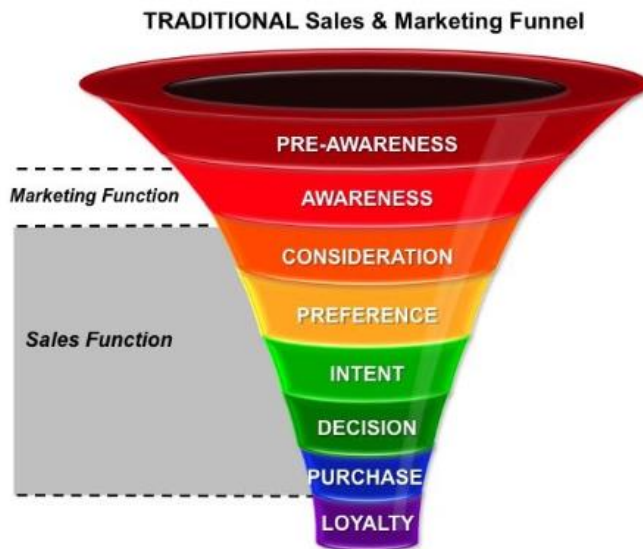 TRADITIONAL Sales & Marketing Funnel
PRE-AWARENESS
Marketing Function
AWARENESS
CONSIDERATION
PREFERENCE
Sales Function
INTENT
DECISION
PURCHASE
LOYALTY